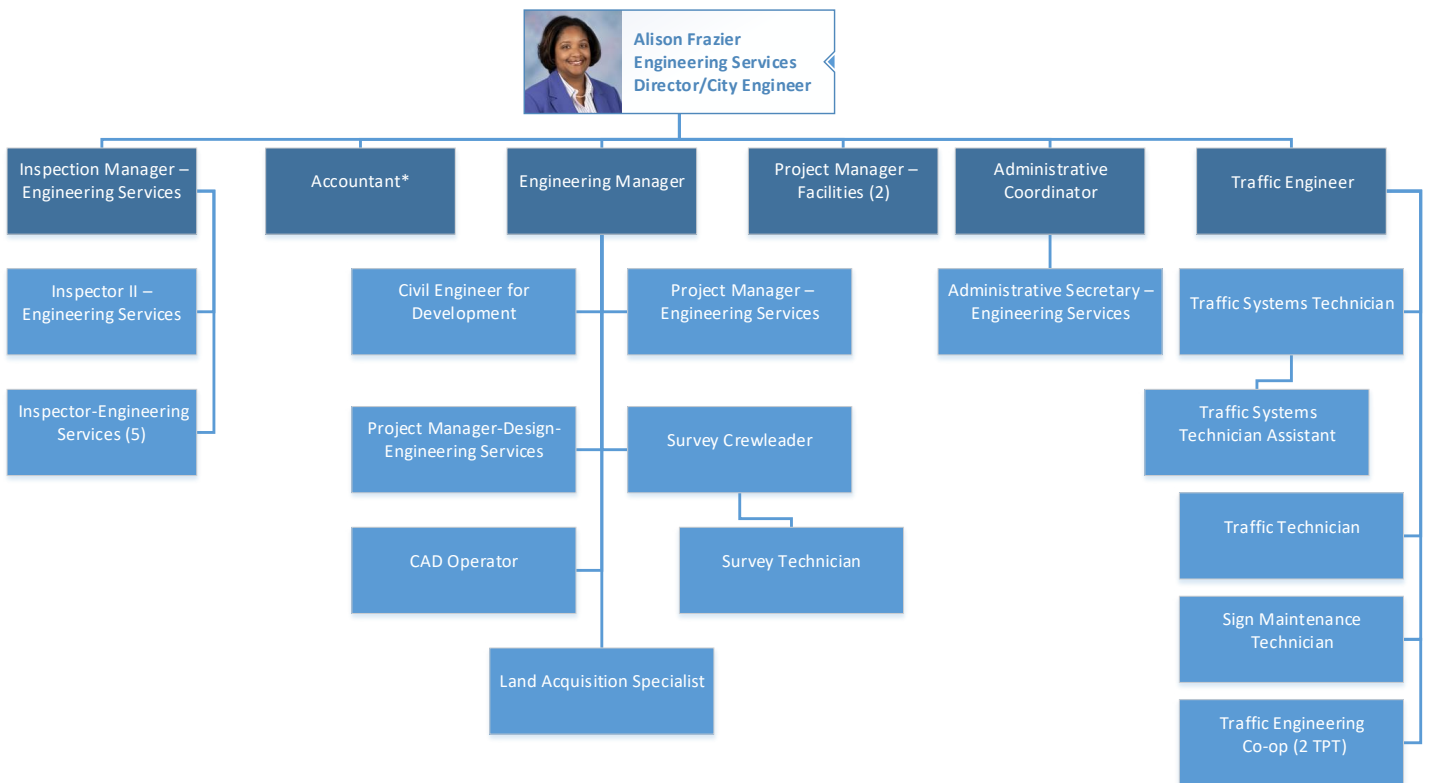 Alison Frazier
Engineering Services
Director/City Engineer
Inspection Manager –
Engineering Services
Accountant*
Engineering Manager
Project Manager –
Facilities (2)
Administrative
Coordinator
Traffic Engineer
Inspector II –
Engineering Services
Civil Engineer for
Development
Project Manager –
Engineering Services
Administrative Secretary –
Engineering Services
Traffic Systems Technician
Inspector-Engineering
Services (5)
Project Manager-Design-
Engineering Services
Survey Crewleader
Traffic Systems
Technician Assistant
CAD Operator
Survey Technician
Traffic Technician
Sign Maintenance
Technician
Land Acquisition Specialist
Traffic Engineering
Co-op (2 TPT)